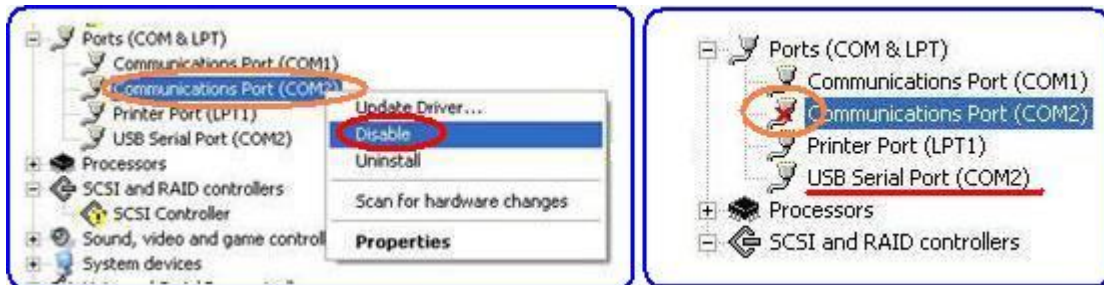 Ports (COM & LPT)
Communications Port (COM1)
Communications Port (COM2)
Printer Port (LPT1)
USB Serial Port (COM2)
Processors
SCSI and RAID controllers
SCSI Controller
Sound, video and game control
System devices
Update Driver...
Disable
Uninstall
Scan for hardware changes
Properties
Ports (COM & LPT)
Communications Port (COM1)
Communications Port (COM2)
Printer Port (LPT1)
USB Serial Port (COM2)
Processors
SCSI and RAID controllers